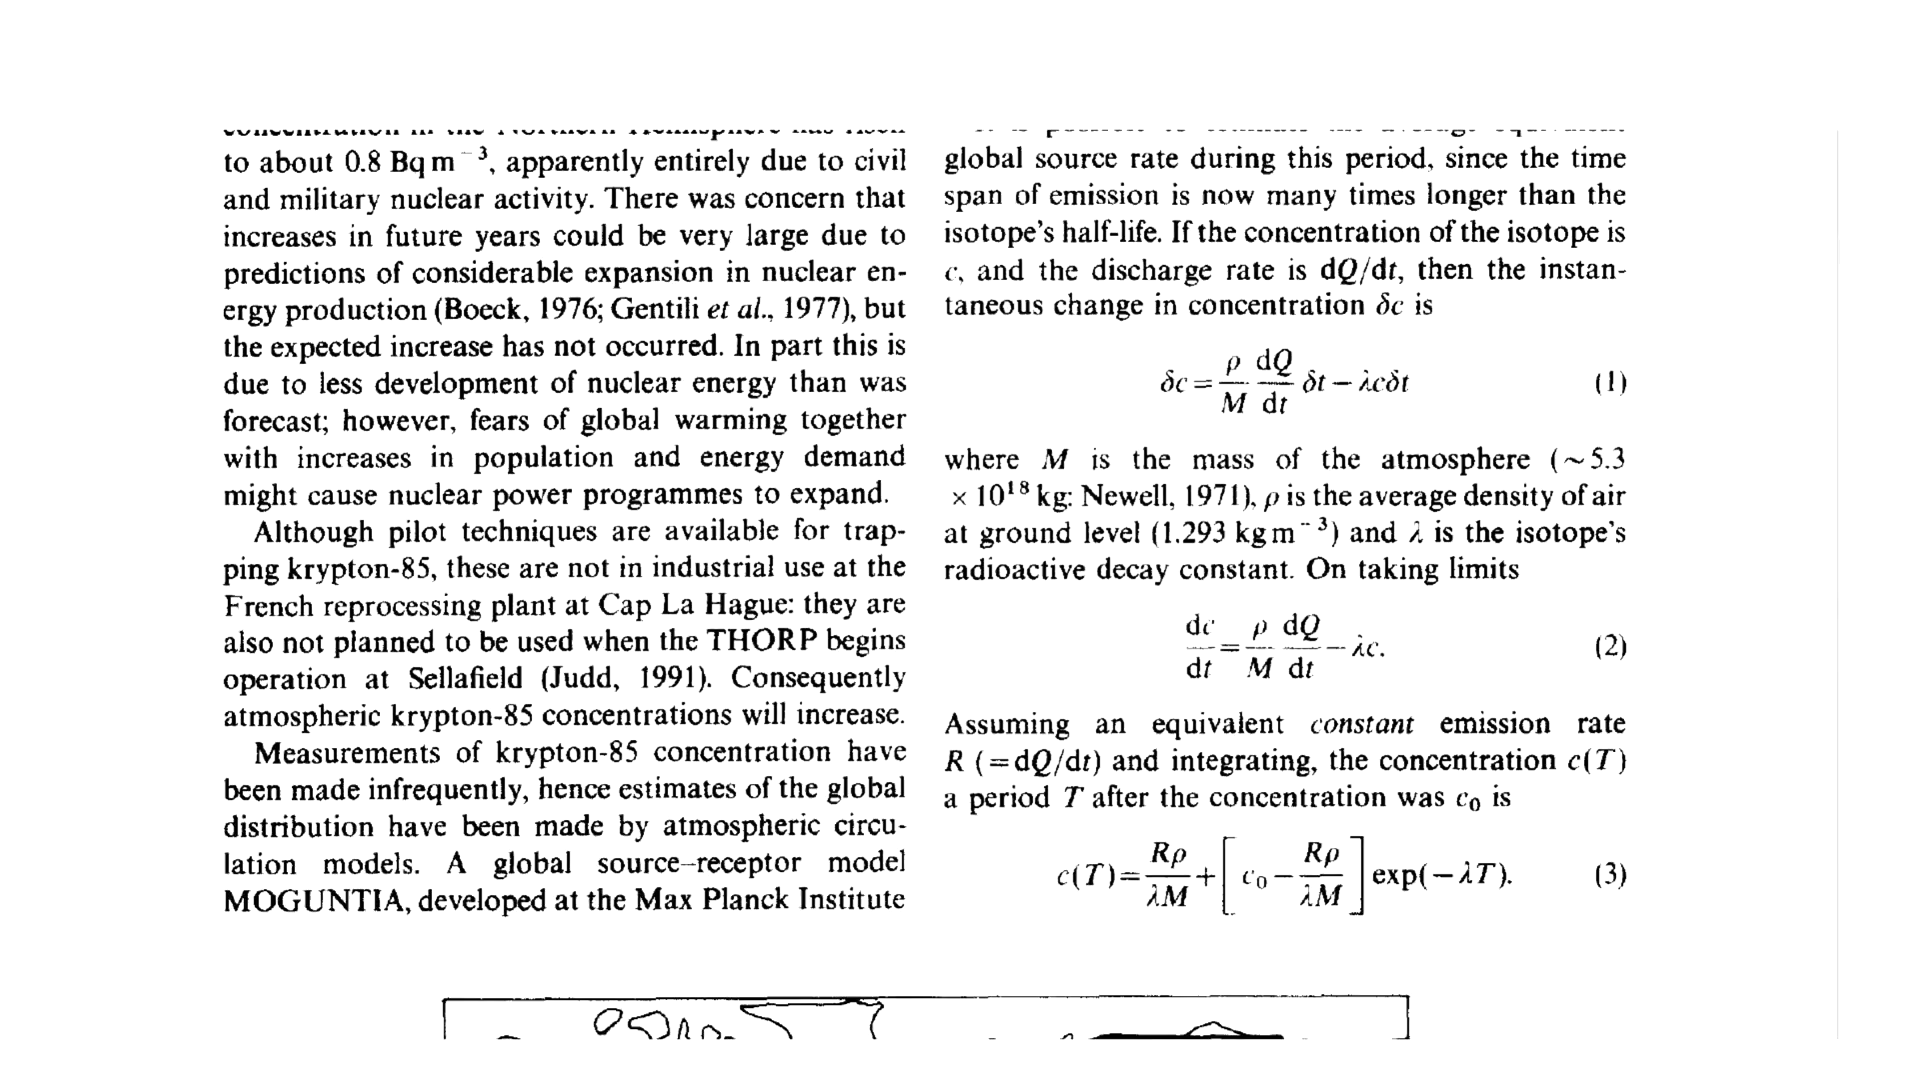 to about 0.8 Bq m⁻³, apparently entirely due to civil
and military nuclear activity. There was concern that
increases in future years could be very large due to
predictions of considerable expansion in nuclear en-
ergy production (Boeck, 1976; Gentili et al., 1977), but
the expected increase has not occurred. In part this is
due to less development of nuclear energy than was
forecast; however, fears of global warming together
with increases in population and energy demand
might cause nuclear power programmes to expand.
Although pilot techniques are available for trap-
ping krypton-85, these are not in industrial use at the
French reprocessing plant at Cap La Hague: they are
also not planned to be used when the THORP begins
operation at Sellafield (Judd, 1991). Consequently
atmospheric krypton-85 concentrations will increase.
Measurements of krypton-85 concentration have
been made infrequently, hence estimates of the global
distribution have been made by atmospheric circu-
lation models. A global source–receptor model
MOGUNTIA, developed at the Max Planck Institute
global source rate during this period, since the time
span of emission is now many times longer than the
isotope's half-life. If the concentration of the isotope is
c, and the discharge rate is dQ/dt, then the instan-
taneous change in concentration δc is
δc = ρ/M dQ/dt δt − λcδt (1)
where M is the mass of the atmosphere (~5.3
× 10¹⁸ kg: Newell, 1971), ρ is the average density of air
at ground level (1.293 kg m⁻³) and λ is the isotope's
radioactive decay constant. On taking limits
dc/dt = ρ/M dQ/dt − λc. (2)
Assuming an equivalent constant emission rate
R (=dQ/dt) and integrating, the concentration c(T)
a period T after the concentration was c₀ is
c(T) = Rρ/λM + [c₀ − Rρ/λM] exp(−λT). (3)